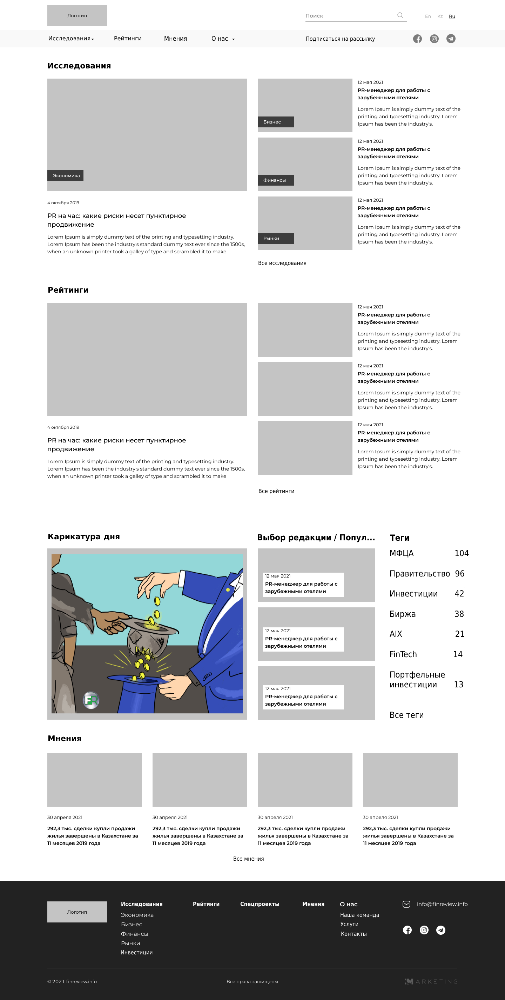 Логотип
Поиск
En Kz Ru
Исследования
Рейтинги
Мнения
О нас
Подписаться на рассылку
Исследования
Экономика
4 октября 2019
PR на час: какие риски несет пунктирное
продвижение
Lorem Ipsum is simply dummy text of the printing and typesetting industry.
Lorem Ipsum has been the industry's standard dummy text ever since the 1500s,
when an unknown printer took a galley of type and scrambled it to make
Бизнес
12 мая 2021
PR-менеджер для работы с
зарубежными отелями
Lorem Ipsum is simply dummy text of the
printing and typesetting industry. Lorem
Ipsum has been the industry's.
Финансы
12 мая 2021
PR-менеджер для работы с
зарубежными отелями
Lorem Ipsum is simply dummy text of the
printing and typesetting industry. Lorem
Ipsum has been the industry's.
Рынки
12 мая 2021
PR-менеджер для работы с
зарубежными отелями
Lorem Ipsum is simply dummy text of the
printing and typesetting industry. Lorem
Ipsum has been the industry's.
Все исследования
Рейтинги
4 октября 2019
PR на час: какие риски несет пунктирное
продвижение
Lorem Ipsum is simply dummy text of the printing and typesetting industry.
Lorem Ipsum has been the industry's standard dummy text ever since the 1500s,
when an unknown printer took a galley of type and scrambled it to make
12 мая 2021
PR-менеджер для работы с
зарубежными отелями
Lorem Ipsum is simply dummy text of the
printing and typesetting industry. Lorem
Ipsum has been the industry's.
12 мая 2021
PR-менеджер для работы с
зарубежными отелями
Lorem Ipsum is simply dummy text of the
printing and typesetting industry. Lorem
Ipsum has been the industry's.
12 мая 2021
PR-менеджер для работы с
зарубежными отелями
Lorem Ipsum is simply dummy text of the
printing and typesetting industry. Lorem
Ipsum has been the industry's.
Все рейтинги
Карикатура дня
FR
Выбор редакции / Попул...
12 мая 2021
PR-менеджер для работы с
зарубежными отелями
12 мая 2021
PR-менеджер для работы с
зарубежными отелями
12 мая 2021
PR-менеджер для работы с
зарубежными отелями
Теги
МФЦА 104
Правительство 96
Инвестиции 42
Биржа 38
AIX 21
FinTech 14
Портфельные
инвестиции 13
Все теги
Мнения
30 апреля 2021
292,3 тыс. сделки купли продажи
жилья завершены в Казахстане за
11 месяцев 2019 года
30 апреля 2021
292,3 тыс. сделки купли продажи
жилья завершены в Казахстане за
11 месяцев 2019 года
30 апреля 2021
292,3 тыс. сделки купли продажи
жилья завершены в Казахстане за
11 месяцев 2019 года
30 апреля 2021
292,3 тыс. сделки купли продажи
жилья завершены в Казахстане за
11 месяцев 2019 года
Все мнения
Логотип
Исследования
Экономика
Бизнес
Финансы
Рынки
Инвестиции
Рейтинги
Спецпроекты
Мнения
О нас
Наша команда
Услуги
Контакты
info@finreview.info
© 2021 finreview.info
Все права защищены
MARKETING